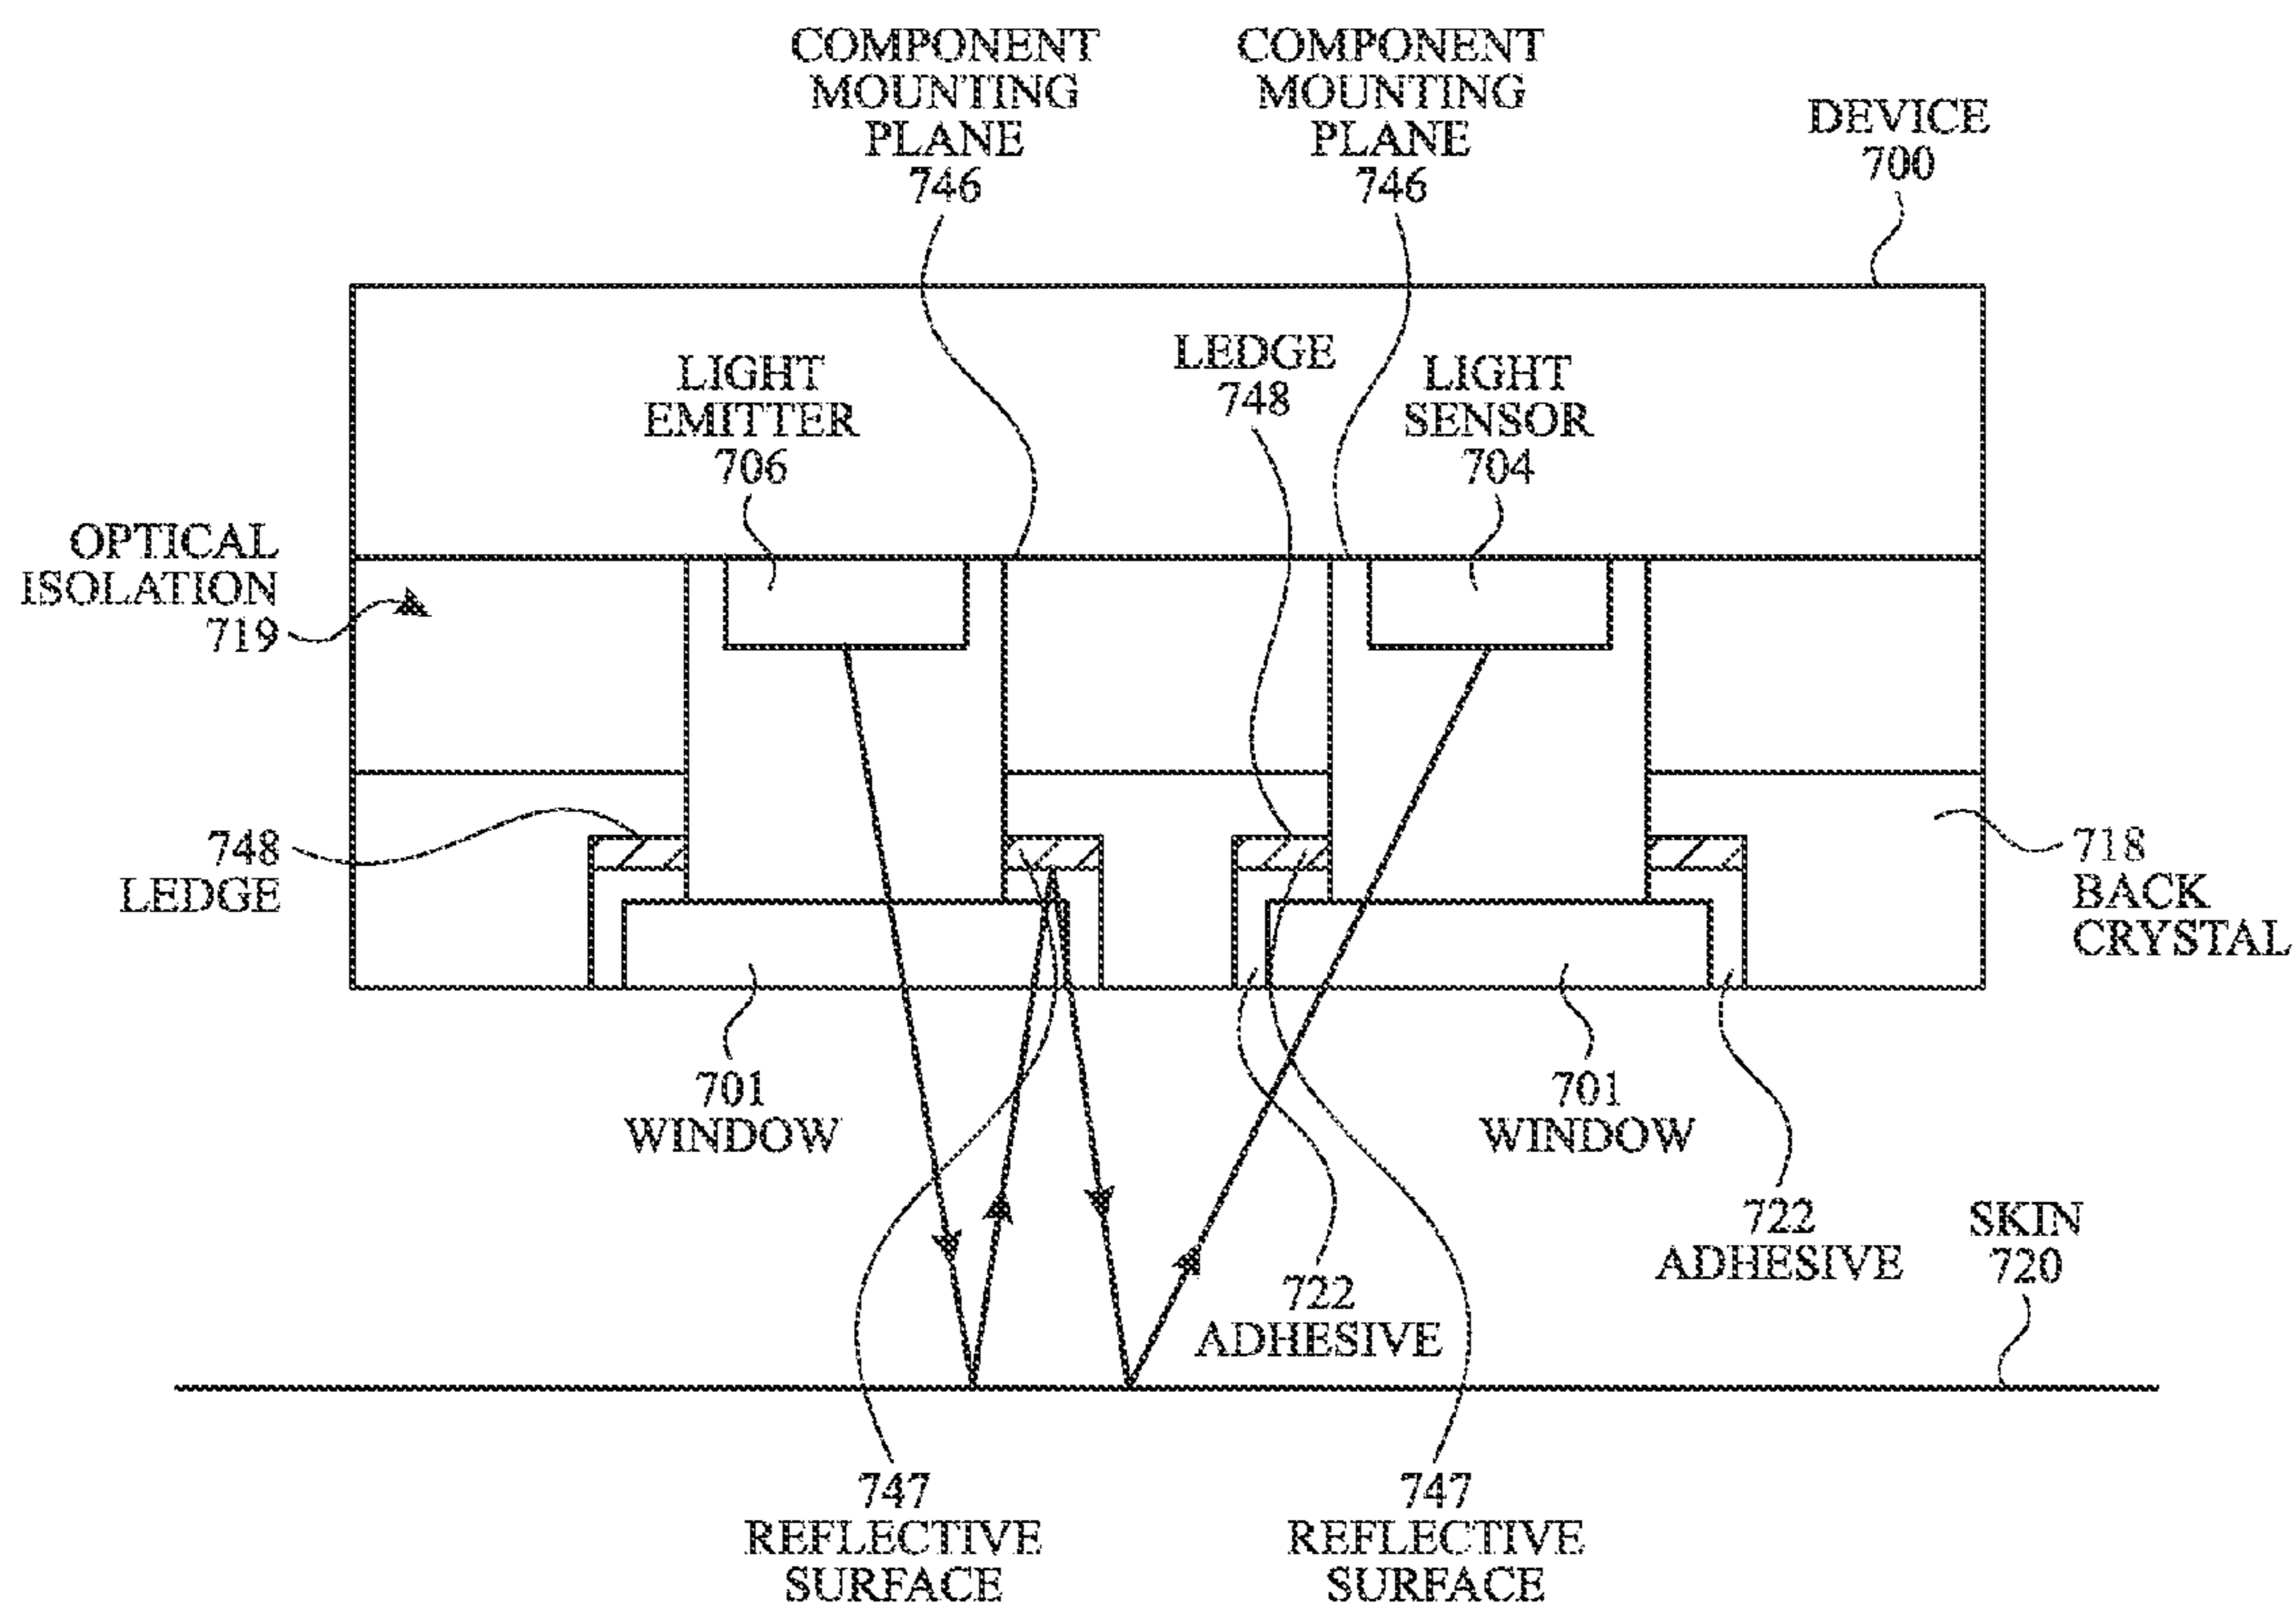 COMPONENT
MOUNTING
PLANE
746
COMPONENT
MOUNTING
PLANE
746
DEVICE
700
LIGHT
EMITTER
706
LEDGE
748
LIGHT
SENSOR
704
OPTICAL
ISOLATION
719
748
LEDGE
718
BACK
CRYSTAL
701
WINDOW
701
WINDOW
722
ADHESIVE
722
ADHESIVE
SKIN
720
747
REFLECTIVE
SURFACE
747
REFLECTIVE
SURFACE